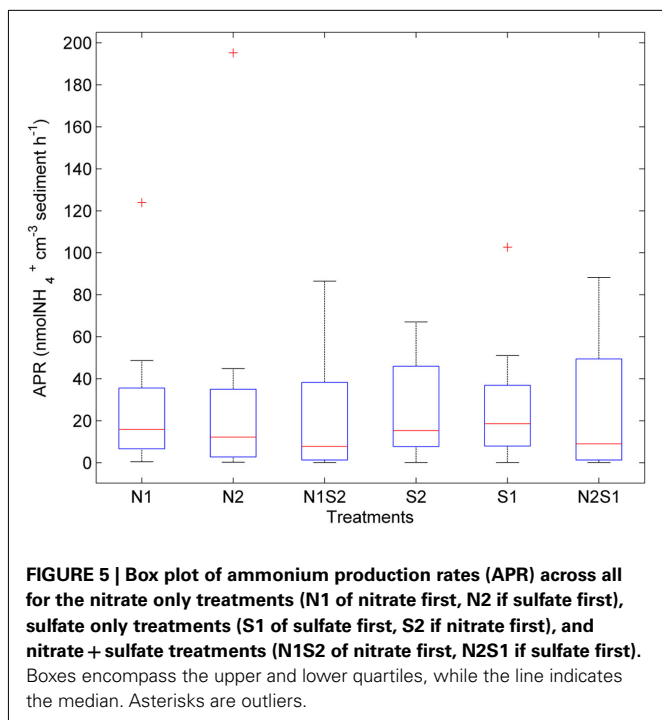 200
180
160
140
120
100
80
60
40
20
0
APR (nmolNH4+ cm-3 sediment h-1)
N1 N2 N1S2 S2 S1 N2S1
Treatments
FIGURE 5 | Box plot of ammonium production rates (APR) across all
for the nitrate only treatments (N1 of nitrate first, N2 if sulfate first),
sulfate only treatments (S1 of sulfate first, S2 if nitrate first), and
nitrate + sulfate treatments (N1S2 of nitrate first, N2S1 if sulfate first).
Boxes encompass the upper and lower quartiles, while the line indicates
the median. Asterisks are outliers.